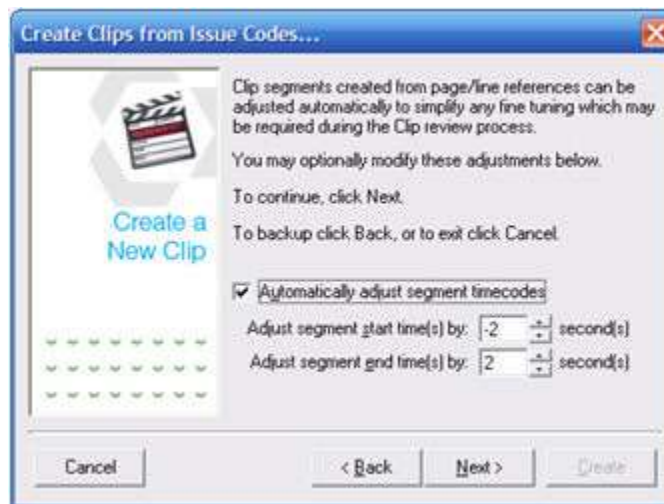 Create Clips from Issue Codes...
Clip segments created from page/line references can be
adjusted automatically to simplify any fine tuning which may
be required during the Clip review process.
You may optionally modify these adjustments below.
To continue, click Next.
To backup click Back, or to exit click Cancel.
Create a
New Clip
Automatically adjust segment timecodes
Adjust segment start time(s) by: -2 second(s)
Adjust segment end time(s) by: 2 second(s)
Cancel < Back Next > Create